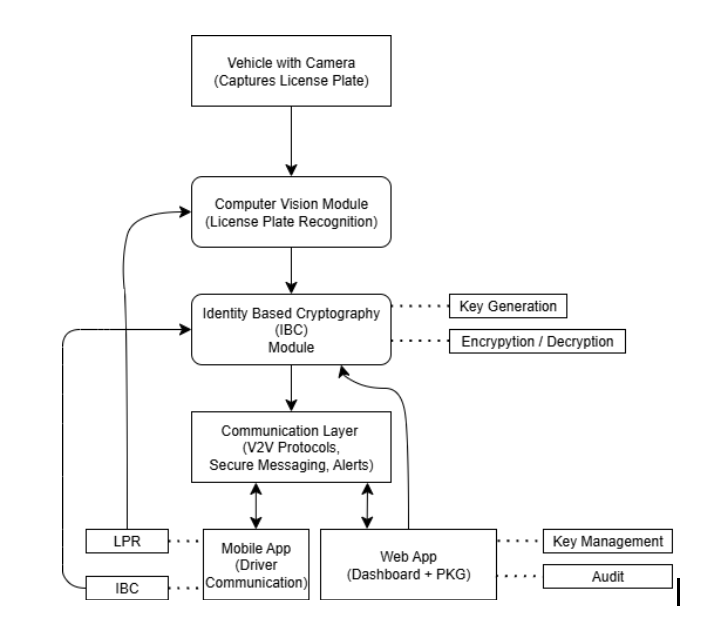 Vehicle with Camera
(Captures License Plate)
Computer Vision Module
(License Plate Recognition)
Identity Based Cryptography
(IBC)
Module
Key Generation
Encrypytion / Decryption
Communication Layer
(V2V Protocols,
Secure Messaging, Alerts)
LPR
IBC
Mobile App
(Driver
Communication)
Web App
(Dashboard + PKG)
Key Management
Audit